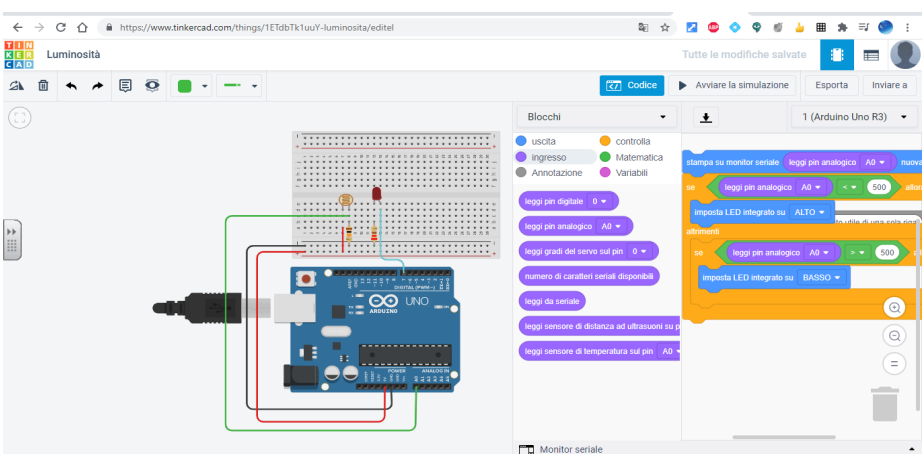 https://www.tinkercad.com/things/1ETdbTk1uuY-luminosita/editel
TIN
KER
CAD
Luminosità
Tutte le modifiche salvate
Codice
Avviare la simulazione
Esporta
Inviare a
Blocchi
1 (Arduino Uno R3)
uscita
controlla
ingresso
Matematica
Annotazione
Variabili
leggi pin digitale 0
leggi pin analogico A0
leggi gradi del servo sul pin 0
numero di caratteri seriali disponibili
leggi da seriale
leggi sensore di distanza ad ultrasuoni su p
leggi sensore di temperatura sul pin A0
stampa su monitor seriale leggi pin analogico A0 nuova
se leggi pin analogico A0 < 500 allor
imposta LED integrato su ALTO
altrimenti
se leggi pin analogico A0 > 500
imposta LED integrato su BASSO
DIGITAL (PWM~)
UNO
ARDUINO
POWER
ANALOG IN
Monitor seriale